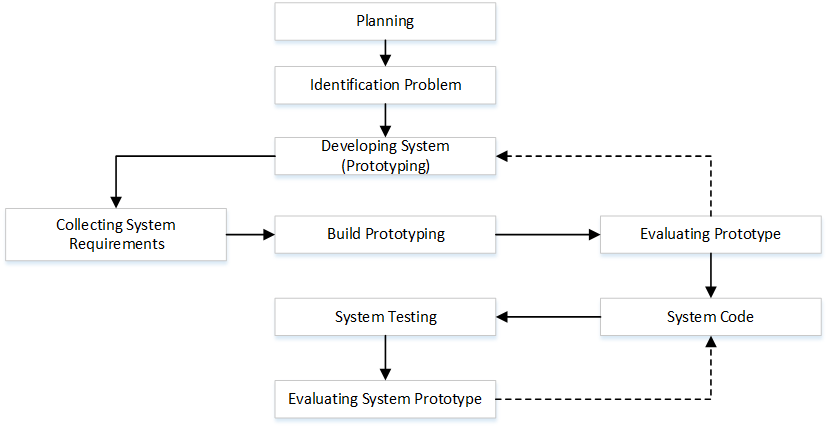 Planning
Identification Problem
Developing System
(Prototyping)
Collecting System
Requirements
Build Prototyping
Evaluating Prototype
System Testing
System Code
Evaluating System Prototype